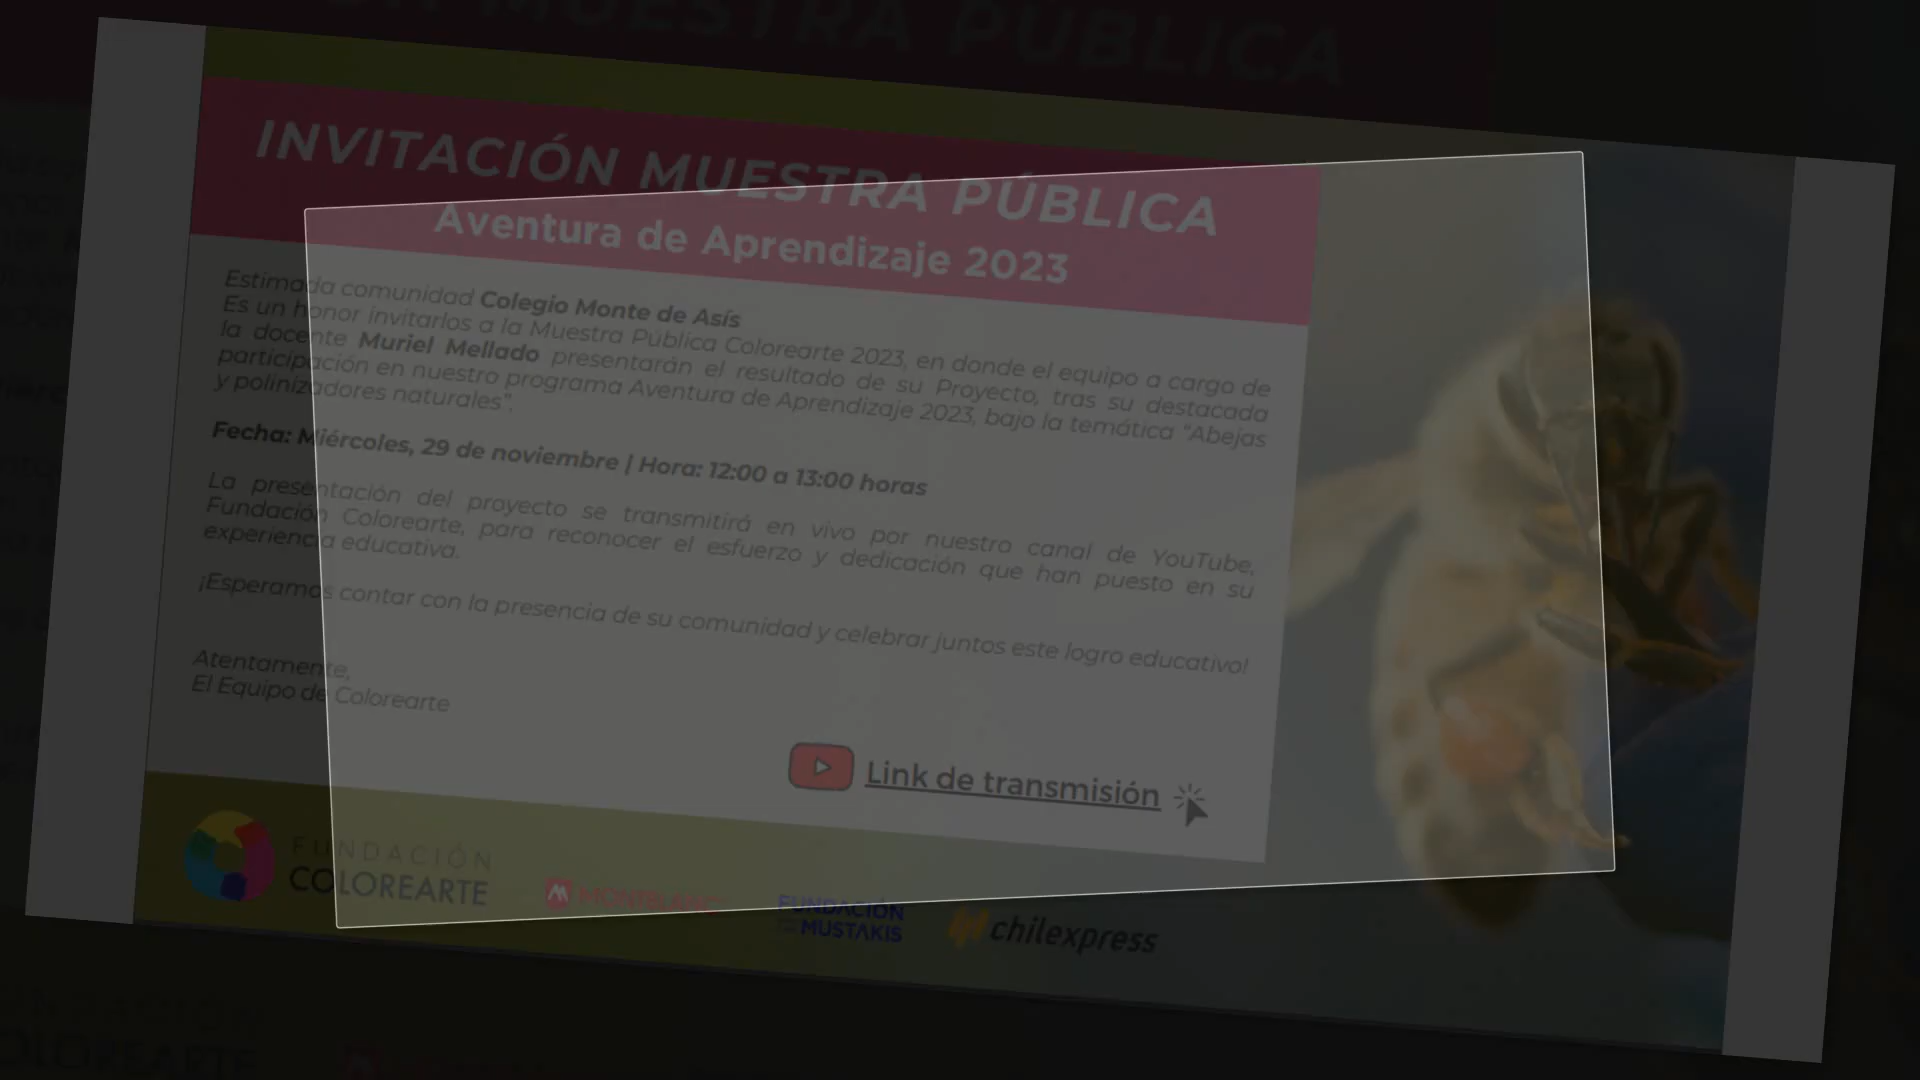 INVITACIÓN MUESTRA PÚBLICA
Aventura de Aprendizaje 2023
Estimada comunidad Colegio Monte de Asís
Es un honor invitarlos a la Muestra Pública Colorearte 2023, en donde el equipo a cargo de
la docente Muriel Mellado presentarán el resultado de su Proyecto, tras su destacada
participación en nuestro programa Aventura de Aprendizaje 2023, bajo la temática "Abejas
y polinizadores naturales".
Fecha: Miércoles, 29 de noviembre | Hora: 12:00 a 13:00 horas
La presentación del proyecto se transmitirá en vivo por nuestro canal de YouTube,
Fundación Colorearte, para reconocer el esfuerzo y dedicación que han puesto en su
experiencia educativa.
¡Esperamos contar con la presencia de su comunidad y celebrar juntos este logro educativo!
Atentamente,
El Equipo de Colorearte
Link de transmisión
FUNDACIÓN
COLOREARTE
MONTBLANC
FUNDACIÓN
MUSTAKIS
chilexpress